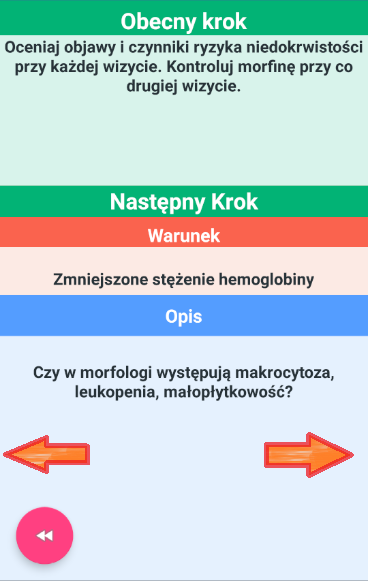 Obecny krok
Oceniaj objawy i czynniki ryzyka niedokrwistości
przy każdej wizycie. Kontroluj morfinę przy co
drugiej wizycie.
Następny Krok
Warunek
Zmniejszone stężenie hemoglobiny
Opis
Czy w morfologi występują makrocytoza,
leukopenia, małopłytkowość?